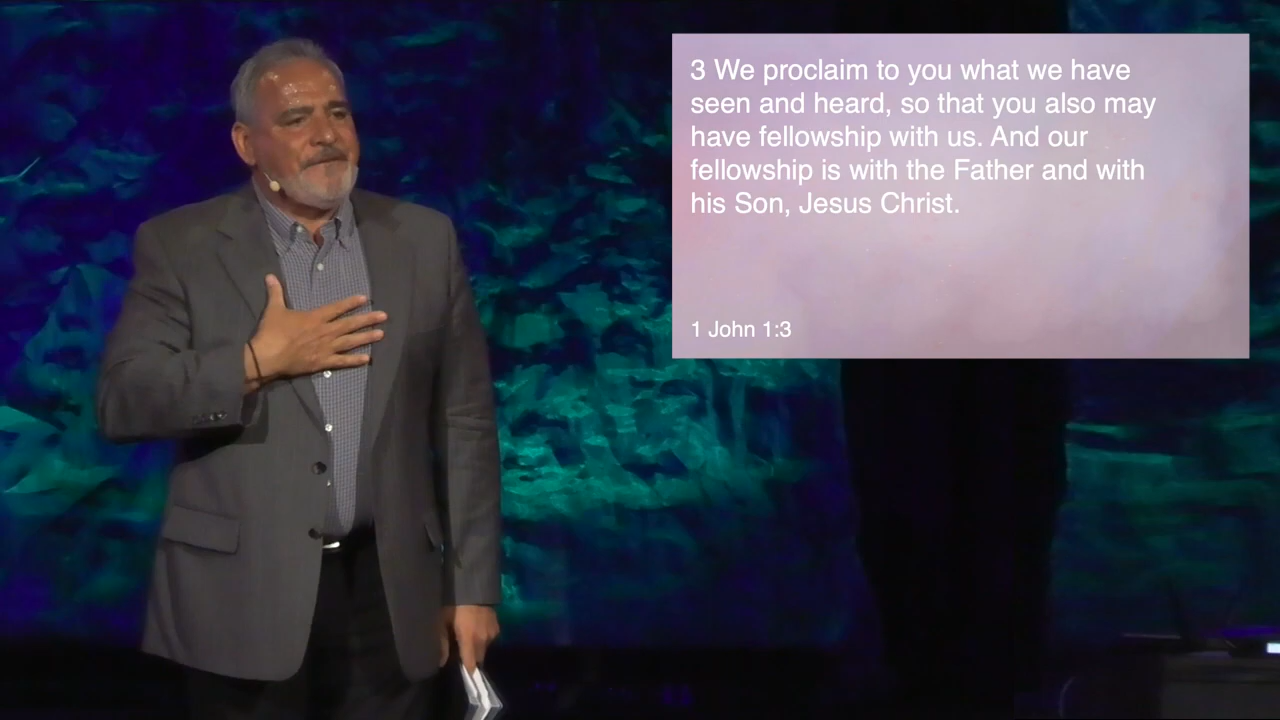 3 We proclaim to you what we have
seen and heard, so that you also may
have fellowship with us. And our
fellowship is with the Father and with
his Son, Jesus Christ.
1 John 1:3